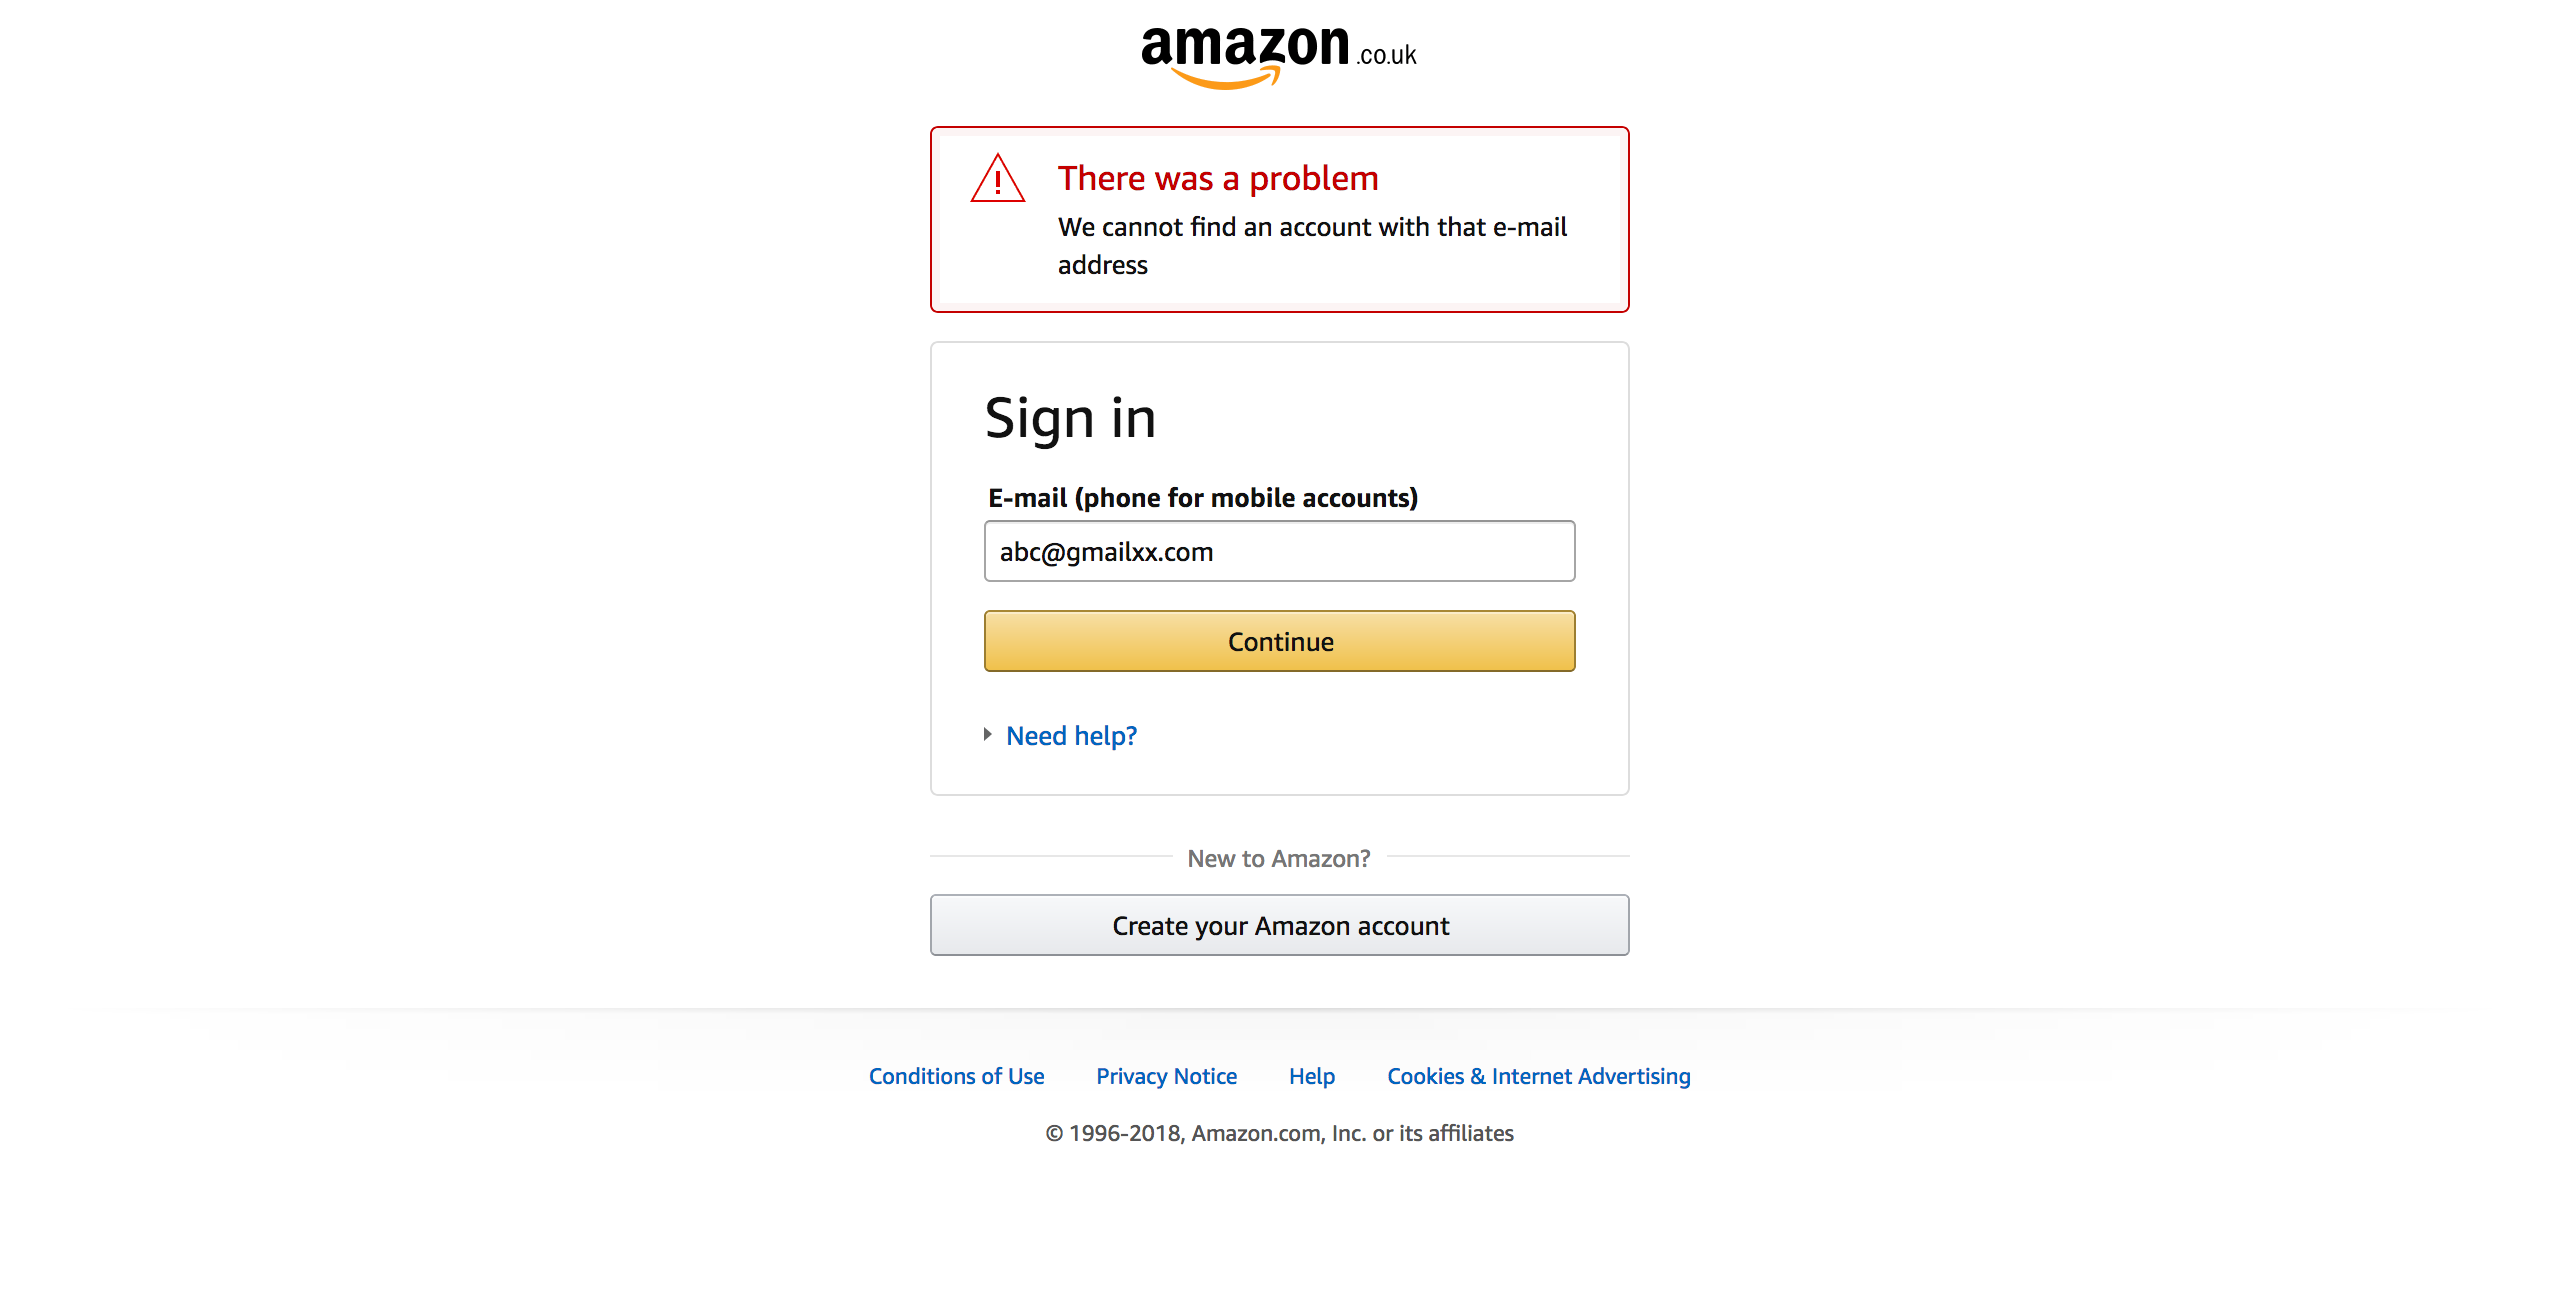 amazon.co.uk
There was a problem
We cannot find an account with that e-mail
address
Sign in
E-mail (phone for mobile accounts)
abc@gmailxx.com
Continue
Need help?
New to Amazon?
Create your Amazon account
Conditions of Use Privacy Notice Help Cookies & Internet Advertising
© 1996-2018, Amazon.com, Inc. or its affiliates